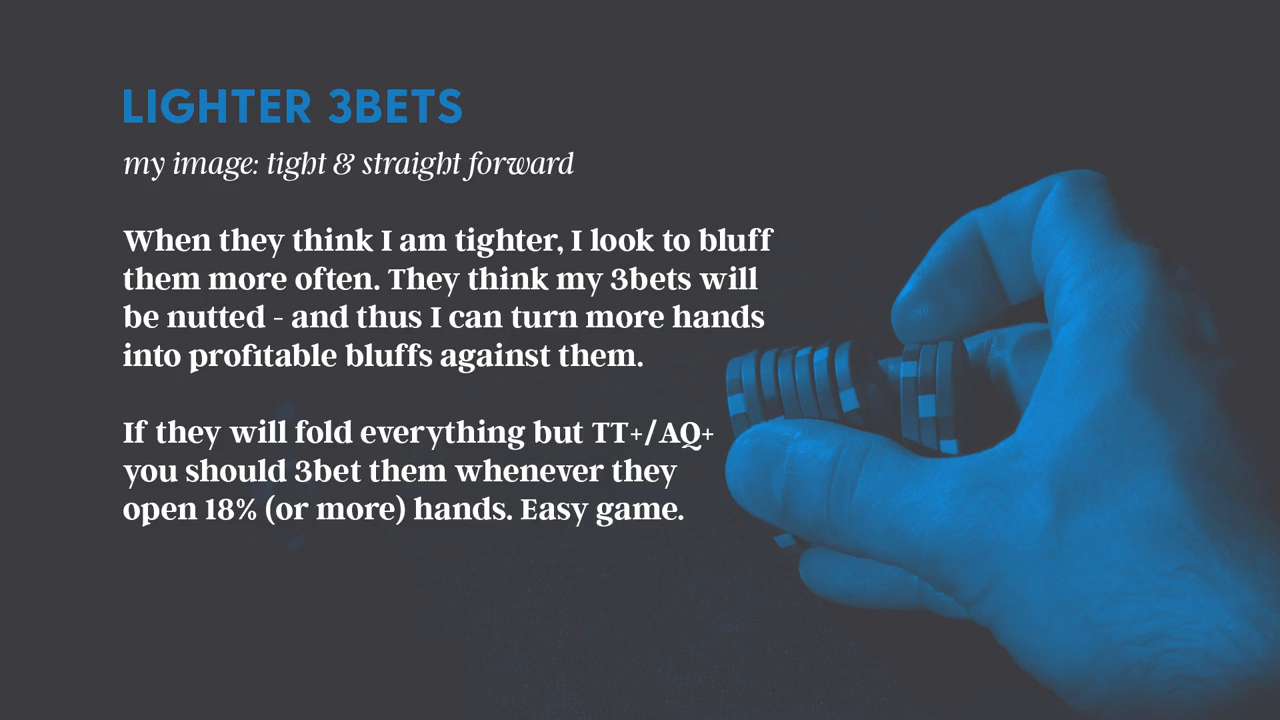 LIGHTER 3BETS
my image: tight & straight forward
When they think I am tighter, I look to bluff
them more often. They think my 3bets will
be nutted - and thus I can turn more hands
into profitable bluffs against them.
If they will fold everything but TT+/AQ+
you should 3bet them whenever they
open 18% (or more) hands. Easy game.